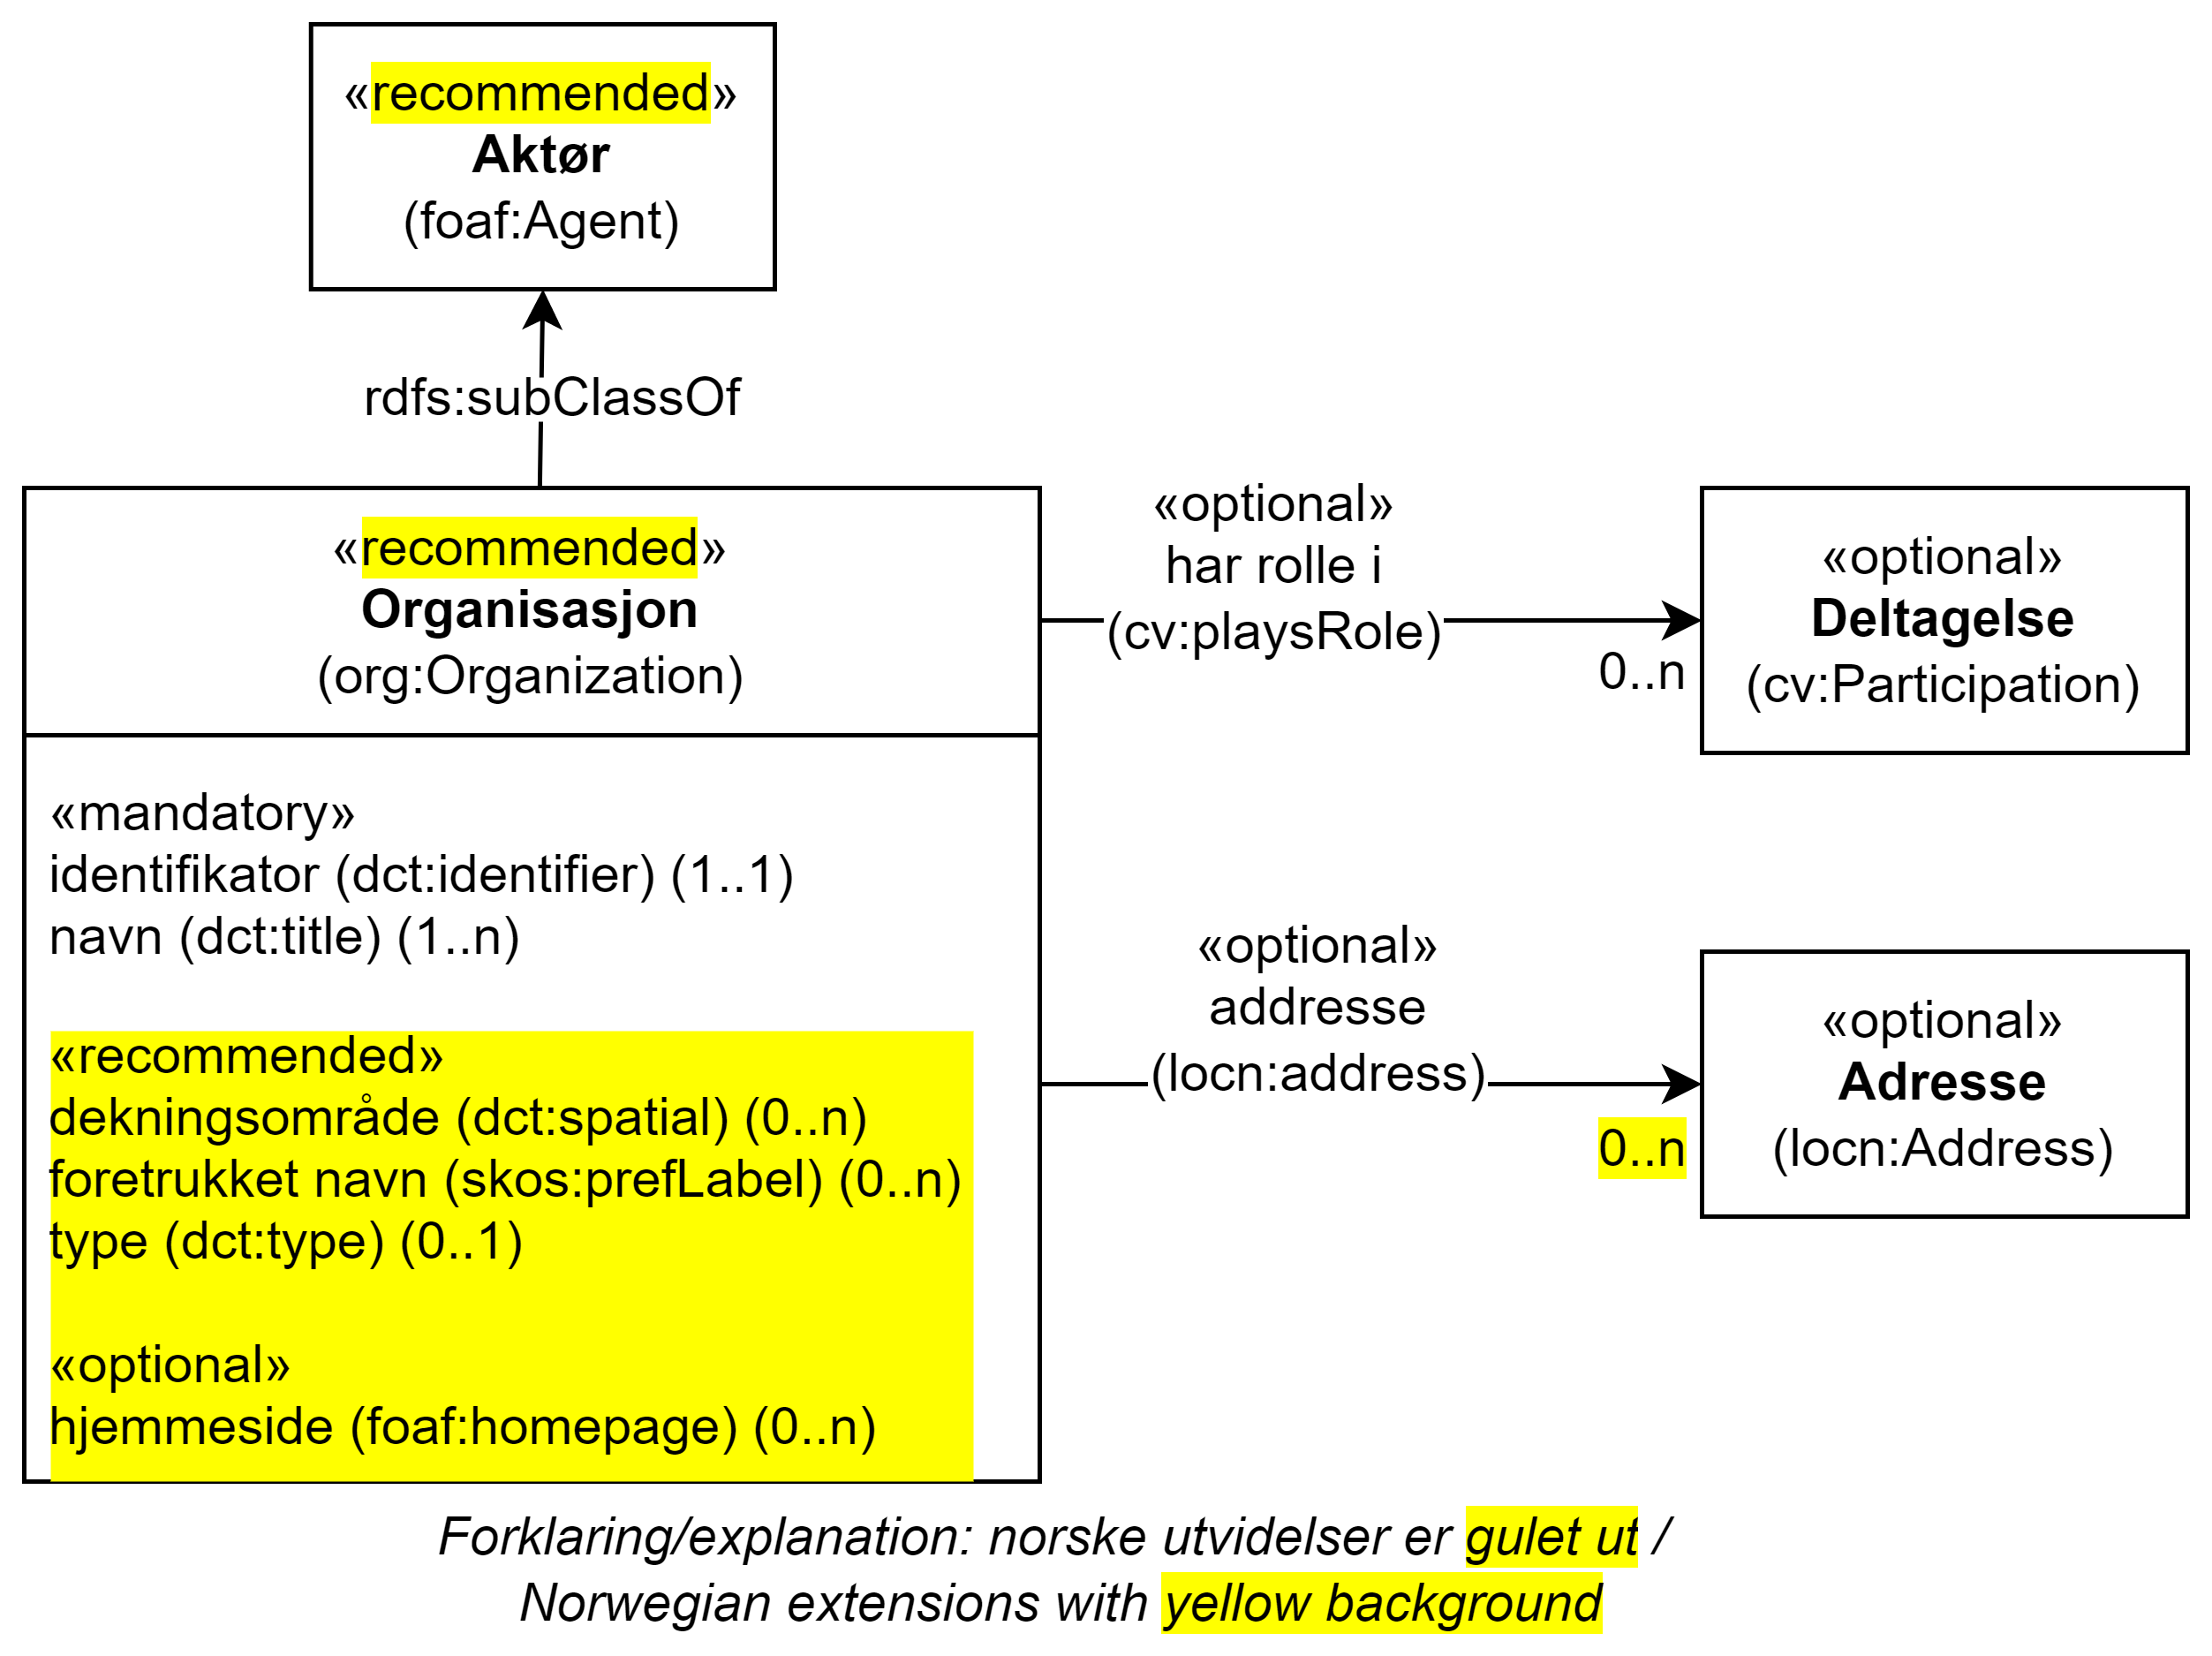 «recommended»
Aktør
(foaf:Agent)
rdfs:subClassOf
«recommended»
Organisasjon
(org:Organization)
«mandatory»
identifikator (dct:identifier) (1..1)
navn (dct:title) (1..n)
«recommended»
dekningsområde (dct:spatial) (0..n)
foretrukket navn (skos:prefLabel) (0..n)
type (dct:type) (0..1)
«optional»
hjemmeside (foaf:homepage) (0..n)
«optional»
har rolle i
(cv:playsRole)
0..n
«optional»
Deltagelse
(cv:Participation)
«optional»
addresse
(locn:address)
0..n
«optional»
Adresse
(locn:Address)
Forklaring/explanation: norske utvidelser er gulet ut /
Norwegian extensions with yellow background